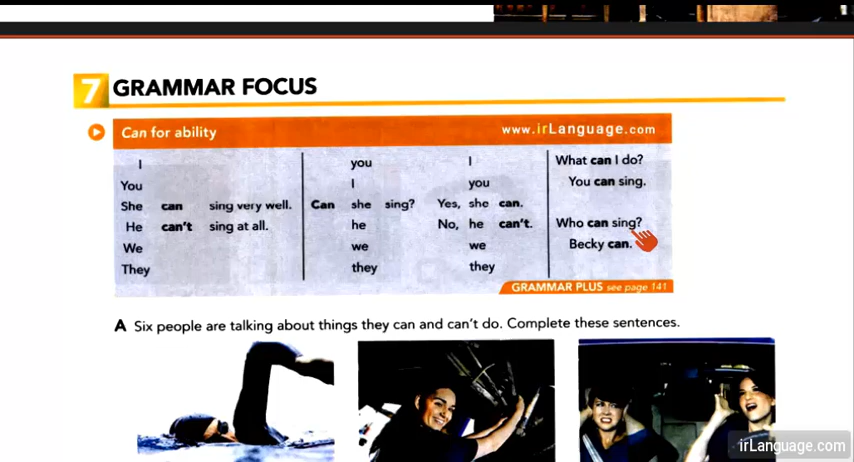 7 GRAMMAR FOCUS
Can for ability
www.irLanguage.com
I you I What can I do?
You I you You can sing.
She can sing very well. Can she sing? Yes, she can.
He can't sing at all. he No, he can't. Who can sing?
We we we Becky can.
They they they
GRAMMAR PLUS see page 141
A Six people are talking about things they can and can't do. Complete these sentences.
irLanguage.com